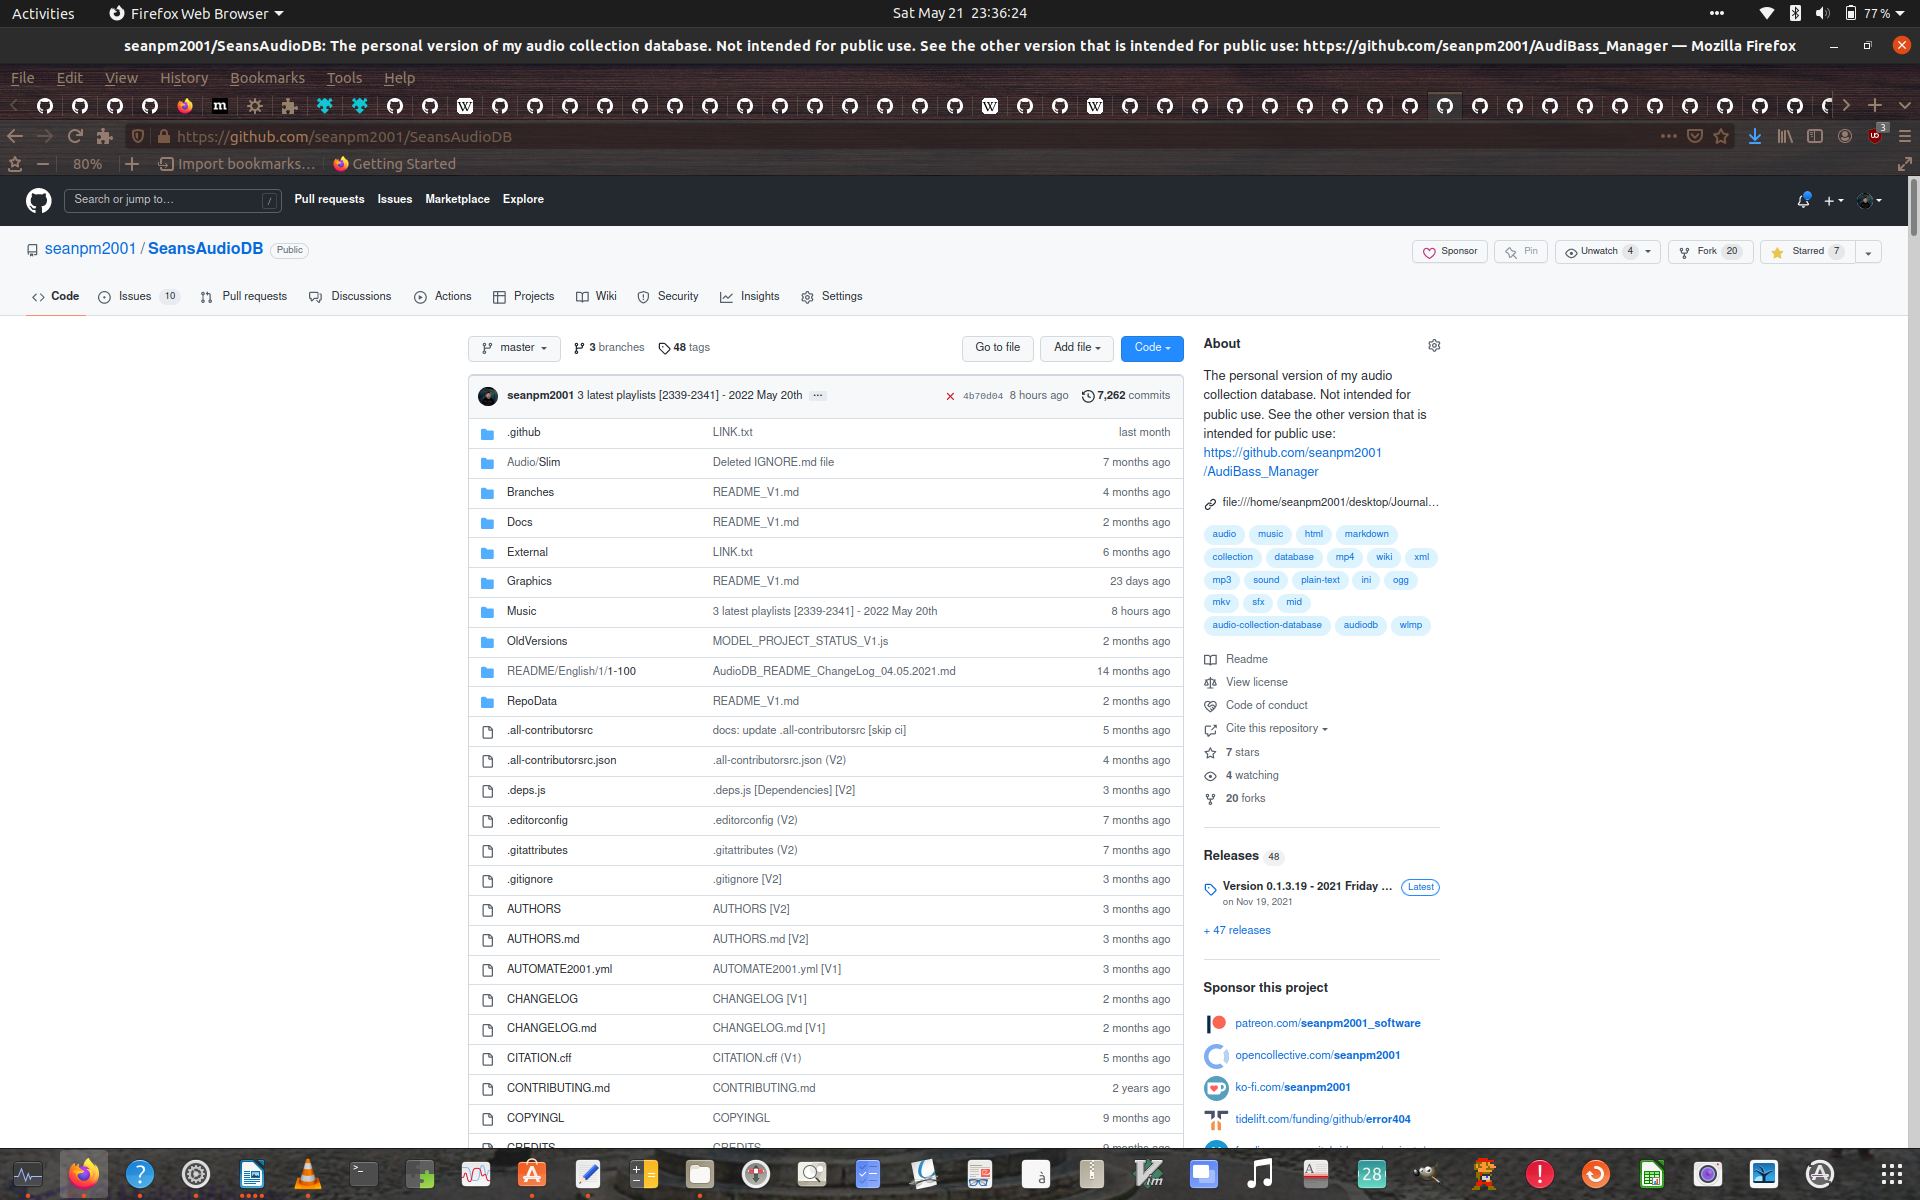 Activities
Firefox Web Browser
Sat May 21 23:36:24
77 %
seanpm2001/SeansAudioDB: The personal version of my audio collection database. Not intended for public use. See the other version that is intended for public use: https://github.com/seanpm2001/AudiBass_Manager — Mozilla Firefox
File Edit View History Bookmarks Tools Help
https://github.com/seanpm2001/SeansAudioDB
3
80%
Import bookmarks...
Getting Started
Search or jump to...
/
Pull requests Issues Marketplace Explore
seanpm2001 / SeansAudioDB Public
Sponsor
Pin
Unwatch 4
Fork 20
Starred 7
Code
Issues 10
Pull requests
Discussions
Actions
Projects
Wiki
Security
Insights
Settings
master
3 branches
48 tags
Go to file
Add file
Code
seanpm2001 3 latest playlists [2339-2341] - 2022 May 20th ...
4b70d04 8 hours ago 7,262 commits
.github LINK.txt last month
Audio/Slim Deleted IGNORE.md file 7 months ago
Branches README_V1.md 4 months ago
Docs README_V1.md 2 months ago
External LINK.txt 6 months ago
Graphics README_V1.md 23 days ago
Music 3 latest playlists [2339-2341] - 2022 May 20th 8 hours ago
OldVersions MODEL_PROJECT_STATUS_V1.js 2 months ago
README/English/1/1-100 AudioDB_README_ChangeLog_04.05.2021.md 14 months ago
RepoData README_V1.md 2 months ago
.all-contributorsrc docs: update .all-contributorsrc [skip ci] 5 months ago
.all-contributorsrc.json .all-contributorsrc.json (V2) 4 months ago
.deps.js .deps.js [Dependencies] [V2] 3 months ago
.editorconfig .editorconfig (V2) 7 months ago
.gitattributes .gitattributes (V2) 7 months ago
.gitignore .gitignore [V2] 3 months ago
AUTHORS AUTHORS [V2] 3 months ago
AUTHORS.md AUTHORS.md [V2] 3 months ago
AUTOMATE2001.yml AUTOMATE2001.yml [V1] 3 months ago
CHANGELOG CHANGELOG [V1] 2 months ago
CHANGELOG.md CHANGELOG.md [V1] 2 months ago
CITATION.cff CITATION.cff (V1) 5 months ago
CONTRIBUTING.md CONTRIBUTING.md 2 years ago
COPYINGL COPYINGL 9 months ago
CREDITS CREDITS 9 months ago
About
The personal version of my audio
collection database. Not intended for
public use. See the other version that is
intended for public use:
https://github.com/seanpm2001
/AudiBass_Manager
file:///home/seanpm2001/desktop/Journal...
audio music html markdown
collection database mp4 wiki xml
mp3 sound plain-text ini ogg
mkv sfx mid
audio-collection-database audiodb wlmp
Readme
View license
Code of conduct
Cite this repository
7 stars
4 watching
20 forks
Releases 48
Version 0.1.3.19 - 2021 Friday ... Latest
on Nov 19, 2021
+ 47 releases
Sponsor this project
patreon.com/seanpm2001_software
opencollective.com/seanpm2001
ko-fi.com/seanpm2001
tidelift.com/funding/github/error404
28